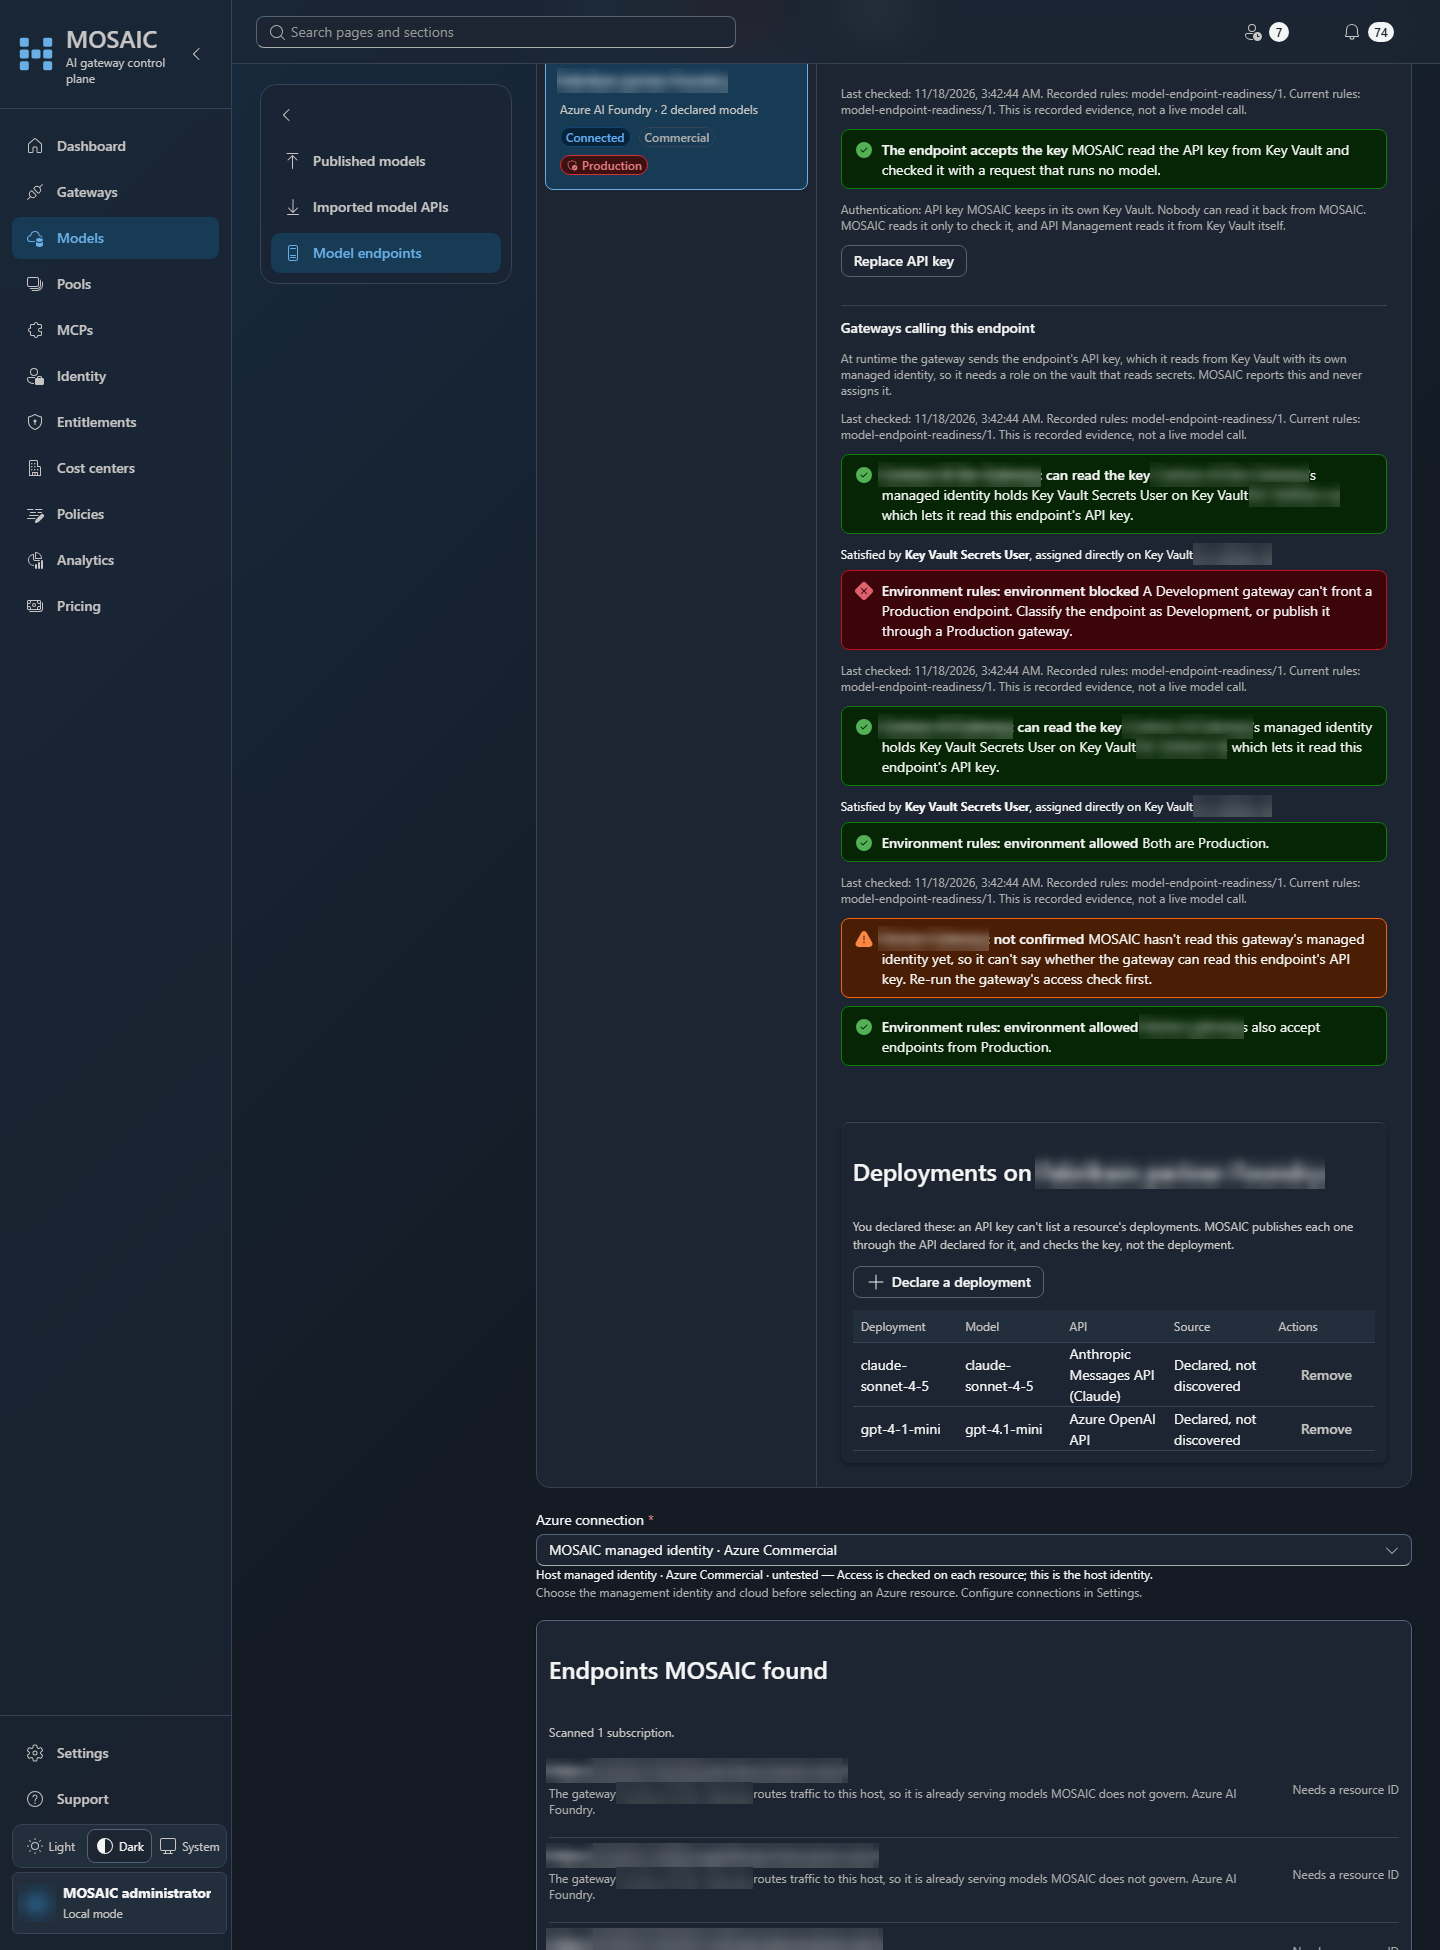 MOSAIC
AI gateway control
plane
Search pages and sections
7
74
Dashboard
Gateways
Models
Pools
MCPs
Identity
Entitlements
Cost centers
Policies
Analytics
Pricing
Settings
Support
Light
Dark
System
MOSAIC administrator
Local mode
Published models
Imported model APIs
Model endpoints
Azure AI Foundry · 2 declared models
Connected
Commercial
Production
Last checked: 11/18/2026, 3:42:44 AM. Recorded rules: model-endpoint-readiness/1. Current rules:
model-endpoint-readiness/1. This is recorded evidence, not a live model call.
The endpoint accepts the key MOSAIC read the API key from Key Vault and
checked it with a request that runs no model.
Authentication: API key MOSAIC keeps in its own Key Vault. Nobody can read it back from MOSAIC.
MOSAIC reads it only to check it, and API Management reads it from Key Vault itself.
Replace API key
Gateways calling this endpoint
At runtime the gateway sends the endpoint's API key, which it reads from Key Vault with its own
managed identity, so it needs a role on the vault that reads secrets. MOSAIC reports this and never
assigns it.
Last checked: 11/18/2026, 3:42:44 AM. Recorded rules: model-endpoint-readiness/1. Current rules:
model-endpoint-readiness/1. This is recorded evidence, not a live model call.
: can read the key 's
managed identity holds Key Vault Secrets User on Key Vault
which lets it read this endpoint's API key.
Satisfied by Key Vault Secrets User, assigned directly on Key Vault
Environment rules: environment blocked A Development gateway can't front a
Production endpoint. Classify the endpoint as Development, or publish it
through a Production gateway.
Last checked: 11/18/2026, 3:42:44 AM. Recorded rules: model-endpoint-readiness/1. Current rules:
model-endpoint-readiness/1. This is recorded evidence, not a live model call.
can read the key 's managed identity
holds Key Vault Secrets User on Key Vault which lets it read this
endpoint's API key.
Satisfied by Key Vault Secrets User, assigned directly on Key Vault
Environment rules: environment allowed Both are Production.
Last checked: 11/18/2026, 3:42:44 AM. Recorded rules: model-endpoint-readiness/1. Current rules:
model-endpoint-readiness/1. This is recorded evidence, not a live model call.
: not confirmed MOSAIC hasn't read this gateway's managed
identity yet, so it can't say whether the gateway can read this endpoint's API
key. Re-run the gateway's access check first.
Environment rules: environment allowed s also accept
endpoints from Production.
Deployments on
You declared these: an API key can't list a resource's deployments. MOSAIC publishes each one
through the API declared for it, and checks the key, not the deployment.
Declare a deployment
Deployment Model API Source Actions
claude-sonnet-4-5 claude-sonnet-4-5 Anthropic Messages API (Claude) Declared, not discovered Remove
gpt-4-1-mini gpt-4.1-mini Azure OpenAI API Declared, not discovered Remove
Azure connection *
MOSAIC managed identity · Azure Commercial
Host managed identity · Azure Commercial · untested — Access is checked on each resource; this is the host identity.
Choose the management identity and cloud before selecting an Azure resource. Configure connections in Settings.
Endpoints MOSAIC found
Scanned 1 subscription.
The gateway routes traffic to this host, so it is already serving models MOSAIC does not govern. Azure AI
Foundry.
Needs a resource ID
The gateway routes traffic to this host, so it is already serving models MOSAIC does not govern. Azure AI
Foundry.
Needs a resource ID